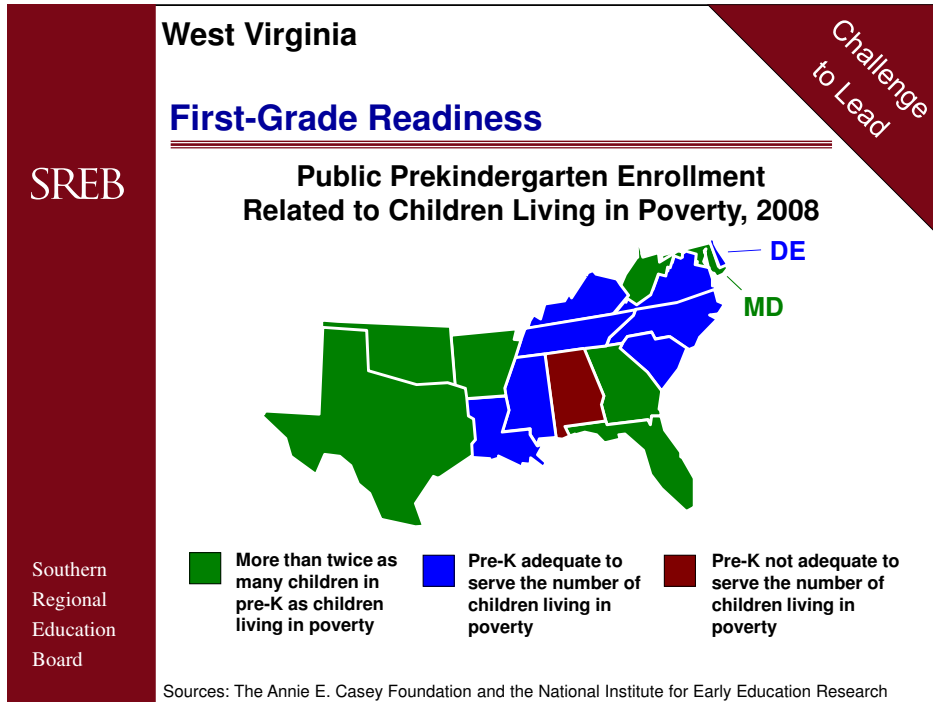 West Virginia
Challenge
to Lead
First-Grade Readiness
SREB
Public Prekindergarten Enrollment
Related to Children Living in Poverty, 2008
DE
MD
More than twice as
many children in
pre-K as children
living in poverty
Pre-K adequate to
serve the number of
children living in
poverty
Pre-K not adequate to
serve the number of
children living in
poverty
Southern
Regional
Education
Board
Sources: The Annie E. Casey Foundation and the National Institute for Early Education Research